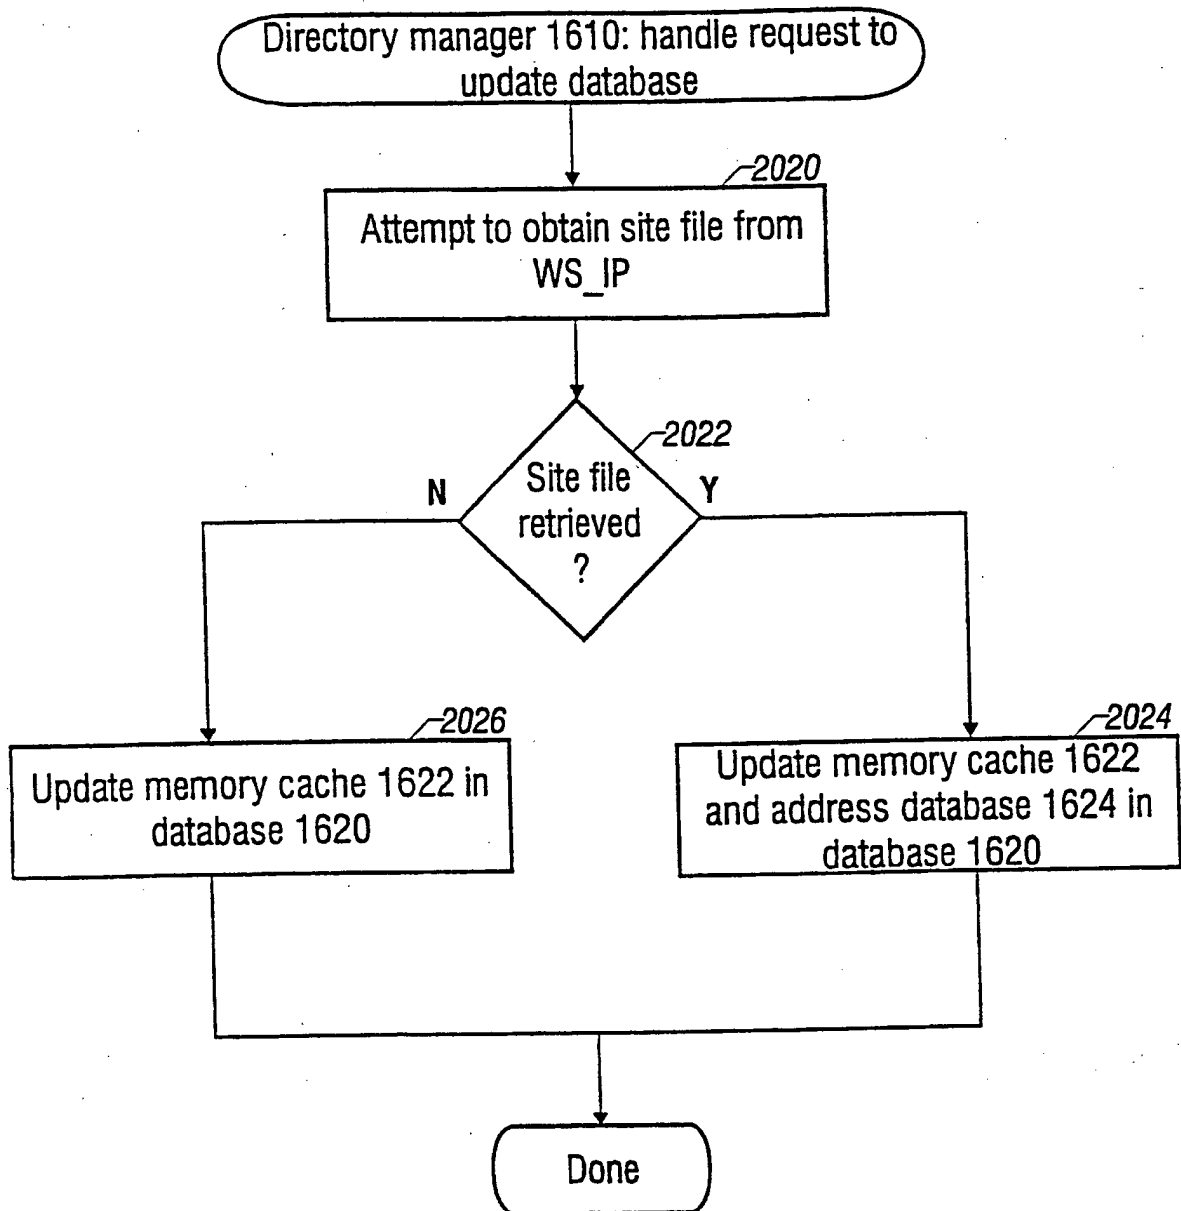 Directory manager 1610: handle request to
update database
2020
Attempt to obtain site file from
WS_IP
2022
N
Site file
retrieved
?
Y
2026
Update memory cache 1622 in
database 1620
2024
Update memory cache 1622
and address database 1624 in
database 1620
Done